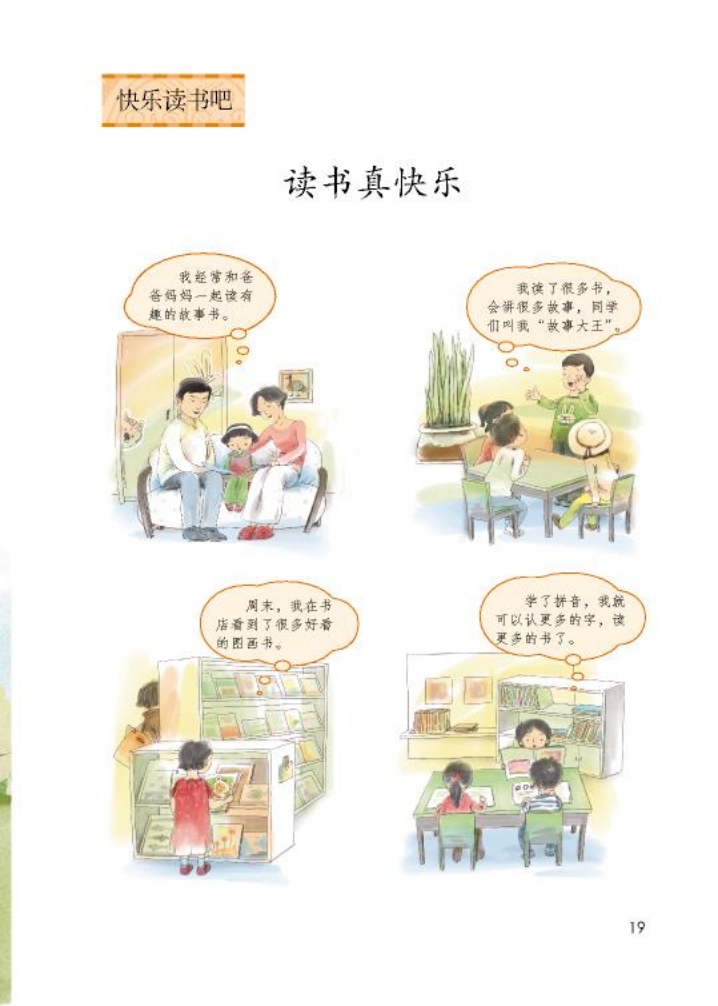 快乐读书吧
读书真快乐
我经常和爸
爸妈妈一起读有
趣的故事书。
我读了很多书，
会讲很多故事，同学
们叫我“故事大王”。
周末，我在书
店看到了很多好看
的图画书。
学了拼音，我就
可以认更多的字，读
更多的书了。
19